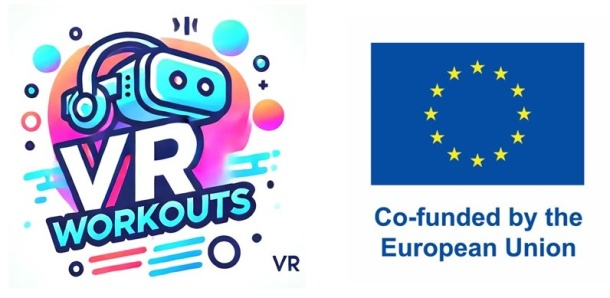 VR
WORKOUTS
VR
Co-funded by the
European Union